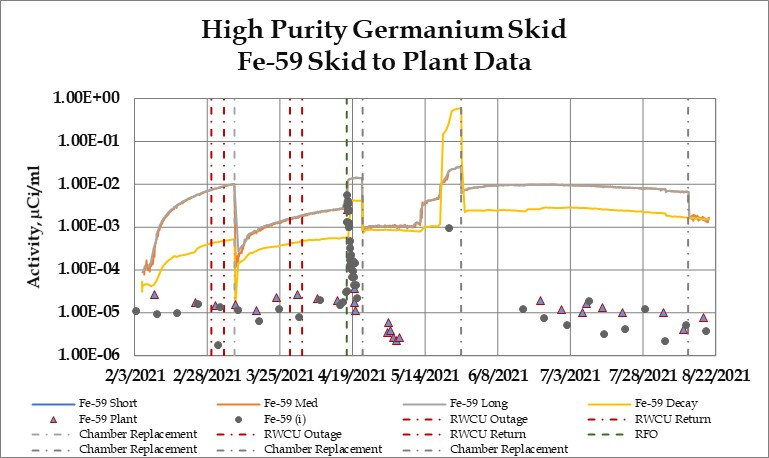 High Purity Germanium Skid
Fe-59 Skid to Plant Data
Activity, µCi/ml
1.00E+00
1.00E-01
1.00E-02
1.00E-03
1.00E-04
1.00E-05
1.00E-06
2/3/2021 2/28/2021 3/25/2021 4/19/2021 5/14/2021 6/8/2021 7/3/2021 7/28/2021 8/22/2021
Fe-59 Short Fe-59 Med Fe-59 Long Fe-59 Decay
Fe-59 Plant Fe-59 (i) RWCU Outage RWCU Return
Chamber Replacement RWCU Outage RWCU Return RFO
Chamber Replacement Chamber Replacement Chamber Replacement